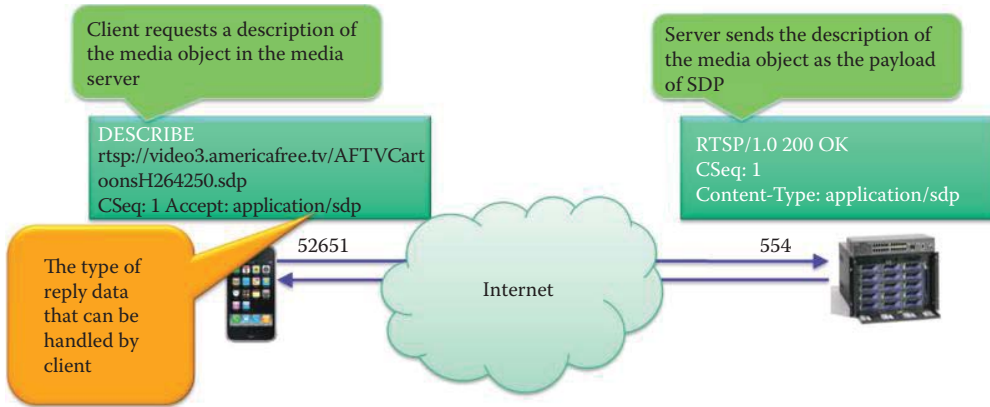 Client requests a description of
the media object in the media
server
Server sends the description of
the media object as the payload
of SDP
DESCRIBE
rtsp://video3.americafree.tv/AFTVCart
oonsH264250.sdp
CSeq: 1 Accept: application/sdp
RTSP/1.0 200 OK
CSeq: 1
Content-Type: application/sdp
The type of
reply data
that can be
handled by
client
52651
554
Internet